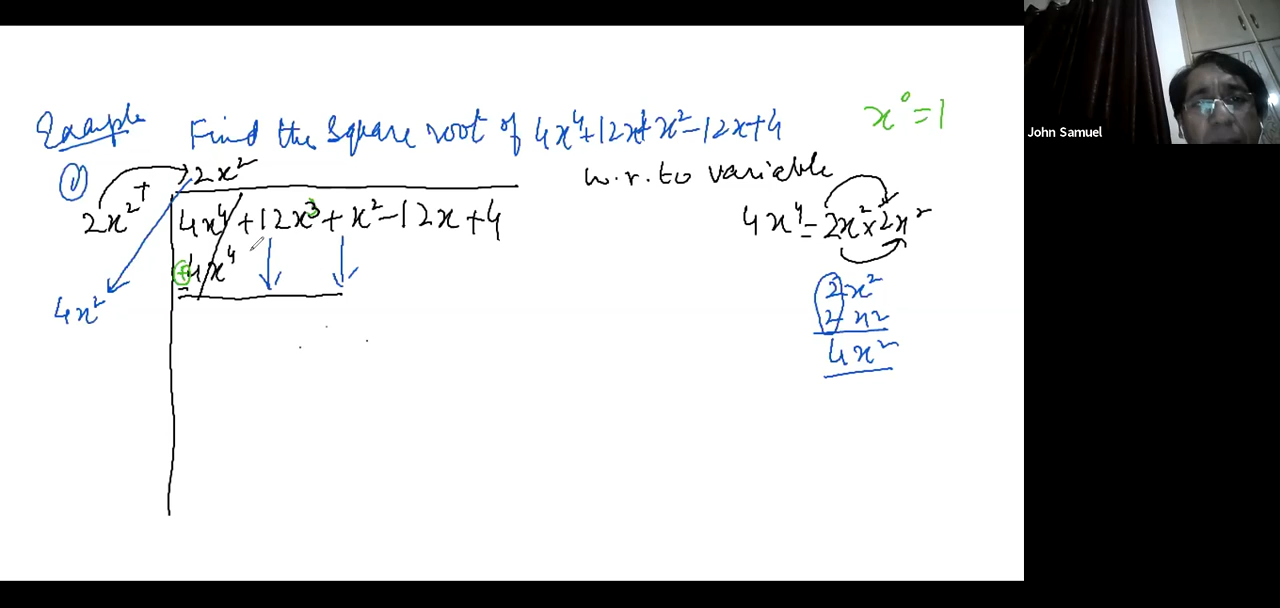 Example Find the Square root of 4x⁴+12x³+x²-12x+4
x⁰=1
John Samuel
① 2x²
w.r.to variable
2x² +
4x⁴+12x³+x²-12x+4
4x⁴=2x²×2x²
±4x⁴
4x²
2x²
2x2
4x²